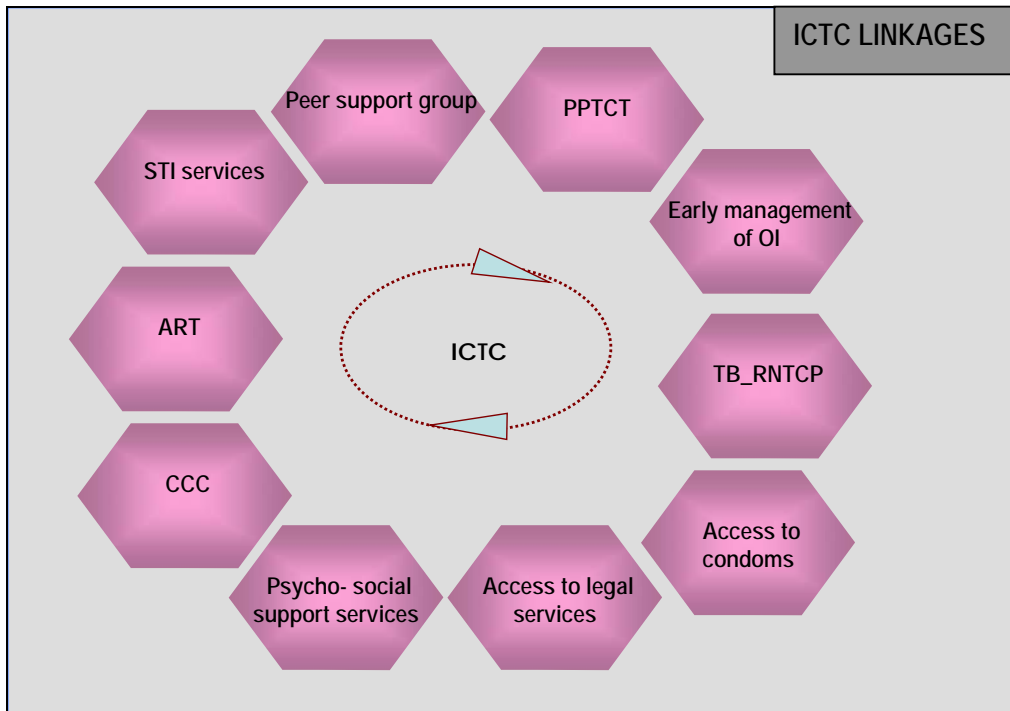 ICTC LINKAGES
Peer support group
PPTCT
STI services
Early management
of OI
ART
ICTC
TB_RNTCP
CCC
Access to
condoms
Psycho- social
support services
Access to legal
services